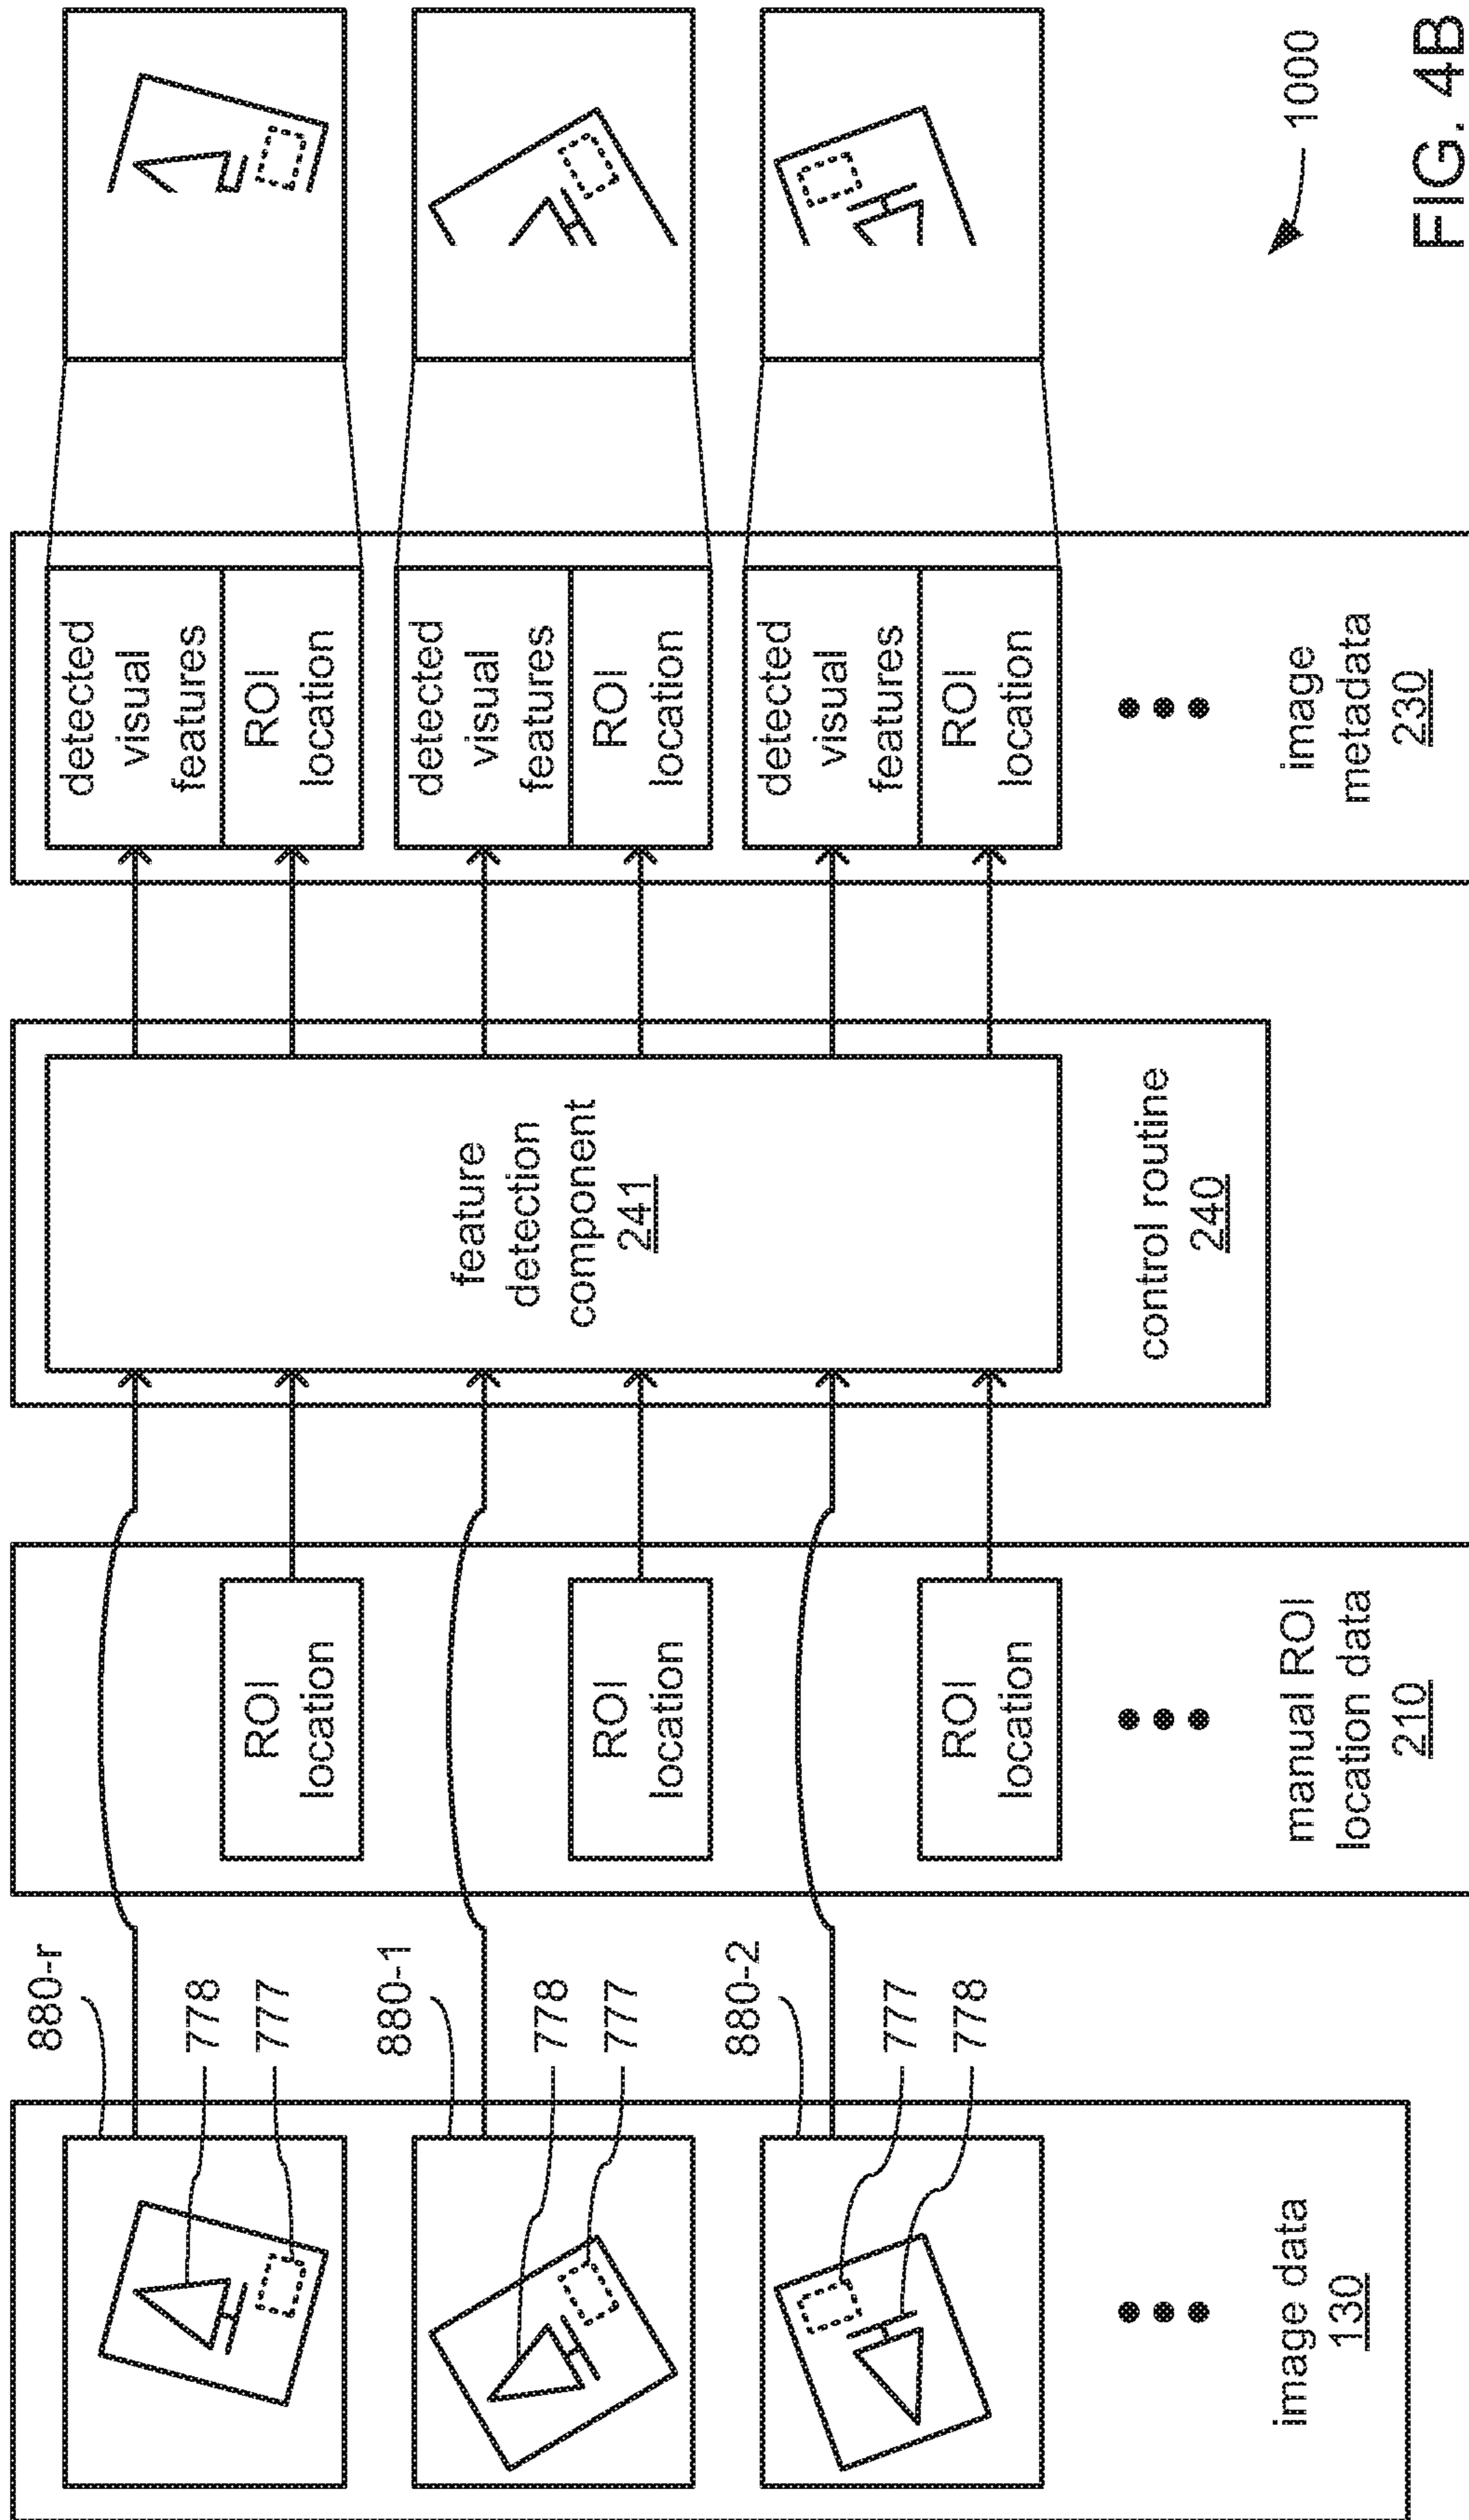 880-r
778
777
880-1
778
777
880-2
777
778
image data
130
ROI
location
ROI
location
ROI
location
manual ROI
location data
210
feature
detection
component
241
control routine
240
detected
visual
features
ROI
location
detected
visual
features
ROI
location
detected
visual
features
ROI
location
image
metadata
230
1000
FIG. 4B